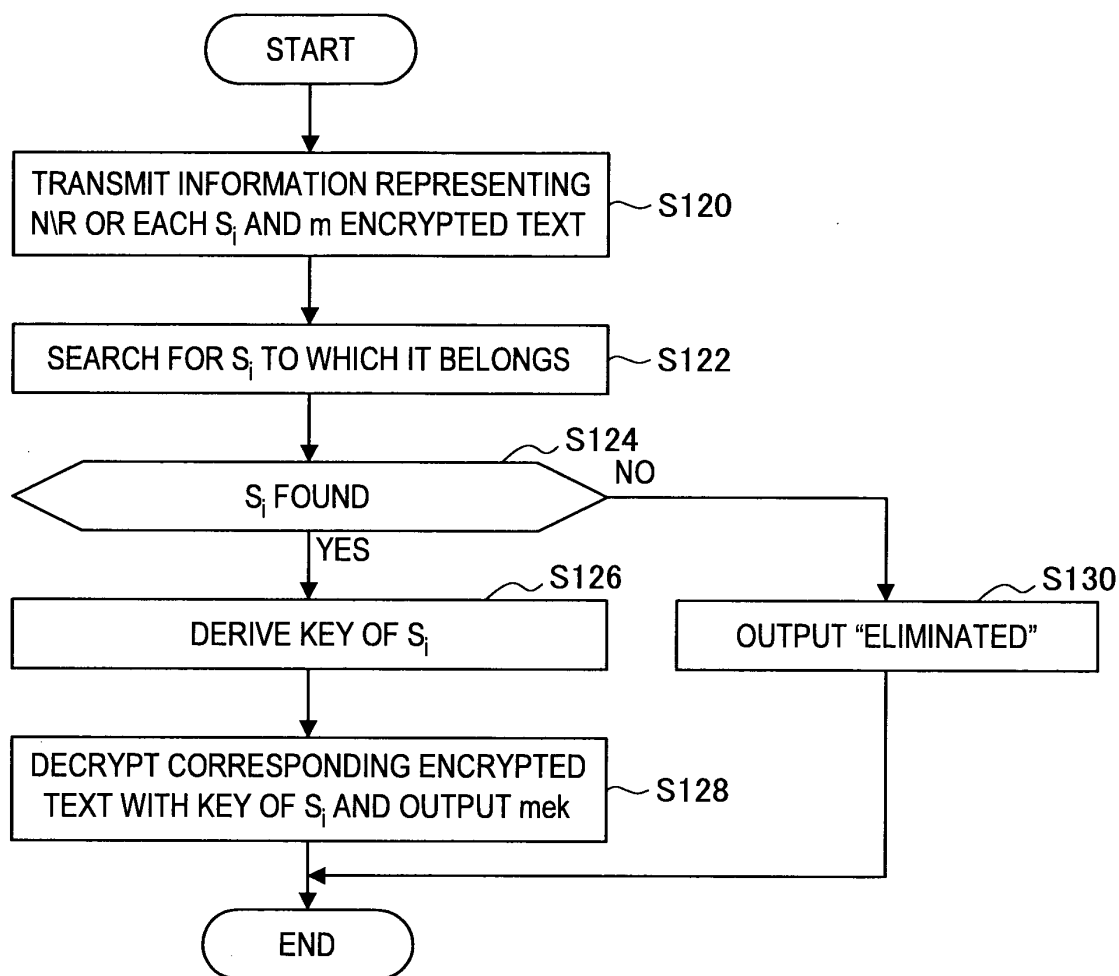 START
TRANSMIT INFORMATION REPRESENTING
N\R OR EACH Si AND m ENCRYPTED TEXT
S120
SEARCH FOR Si TO WHICH IT BELONGS
S122
S124
Si FOUND
NO
YES
S126
DERIVE KEY OF Si
S130
OUTPUT “ELIMINATED”
DECRYPT CORRESPONDING ENCRYPTED
TEXT WITH KEY OF Si AND OUTPUT mek
S128
END